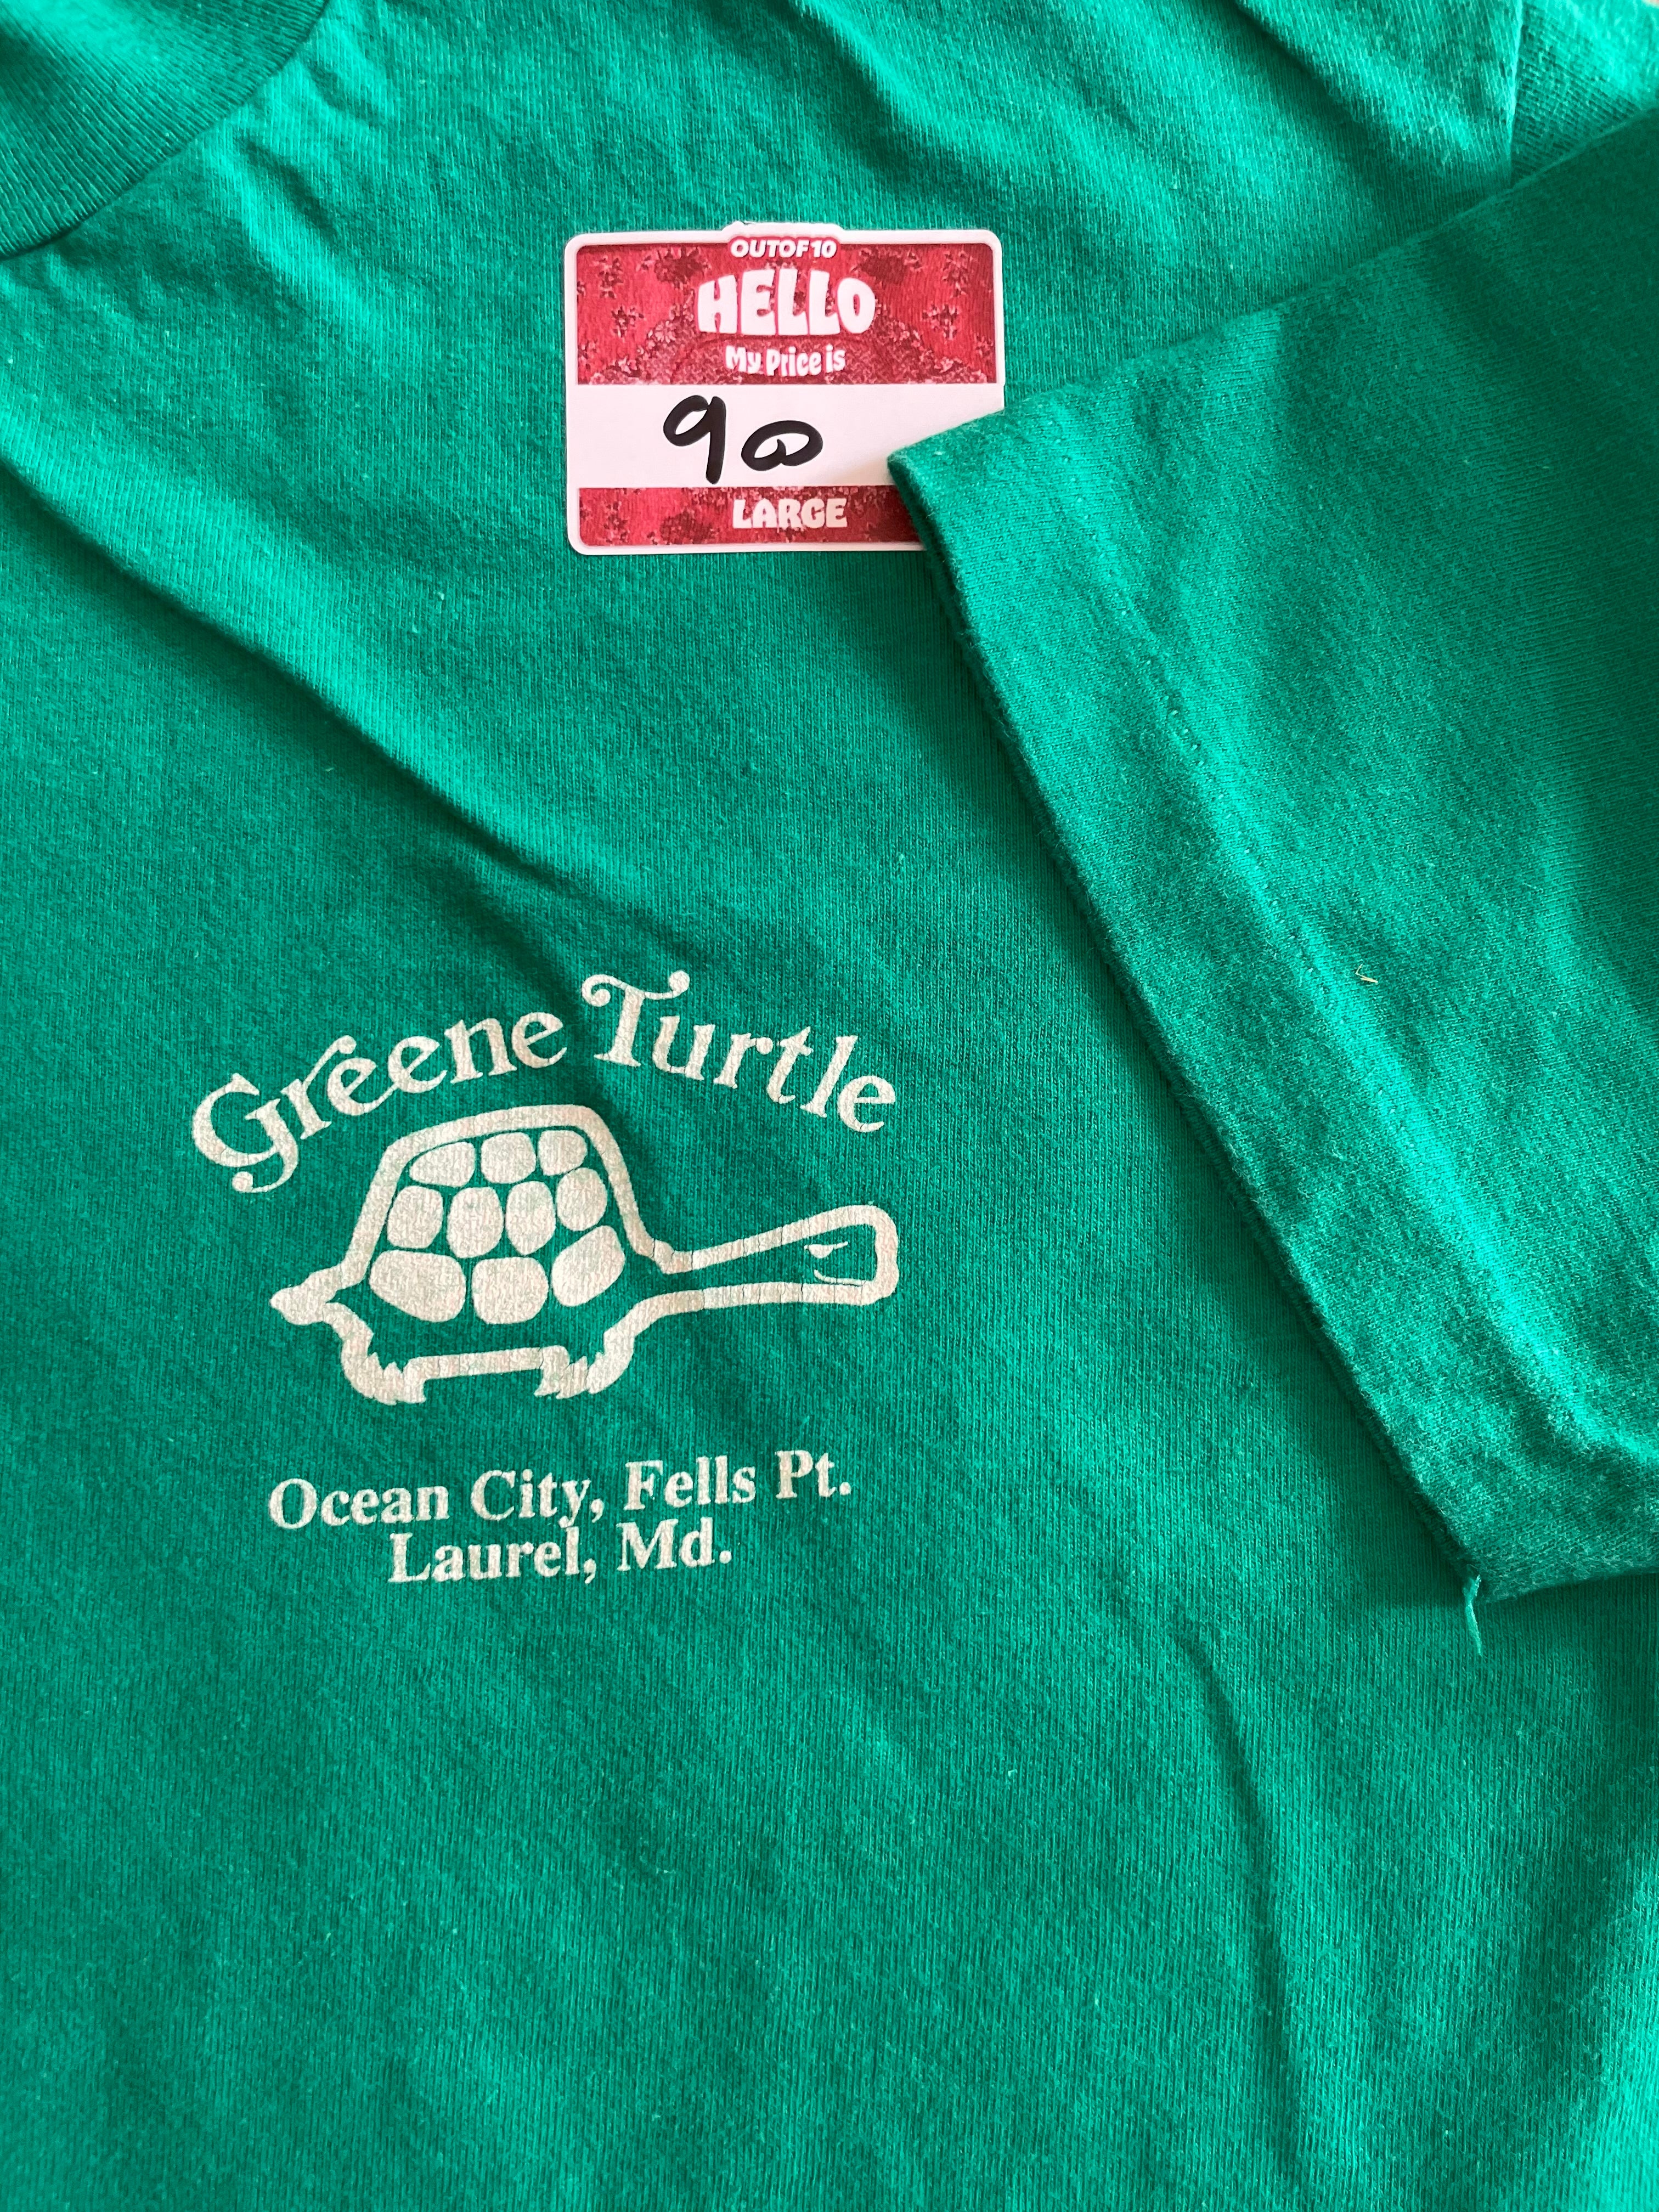 OUTOF10
HELLO
My Price is
90
LARGE
Greene Turtle
Ocean City, Fells Pt.
Laurel, Md.